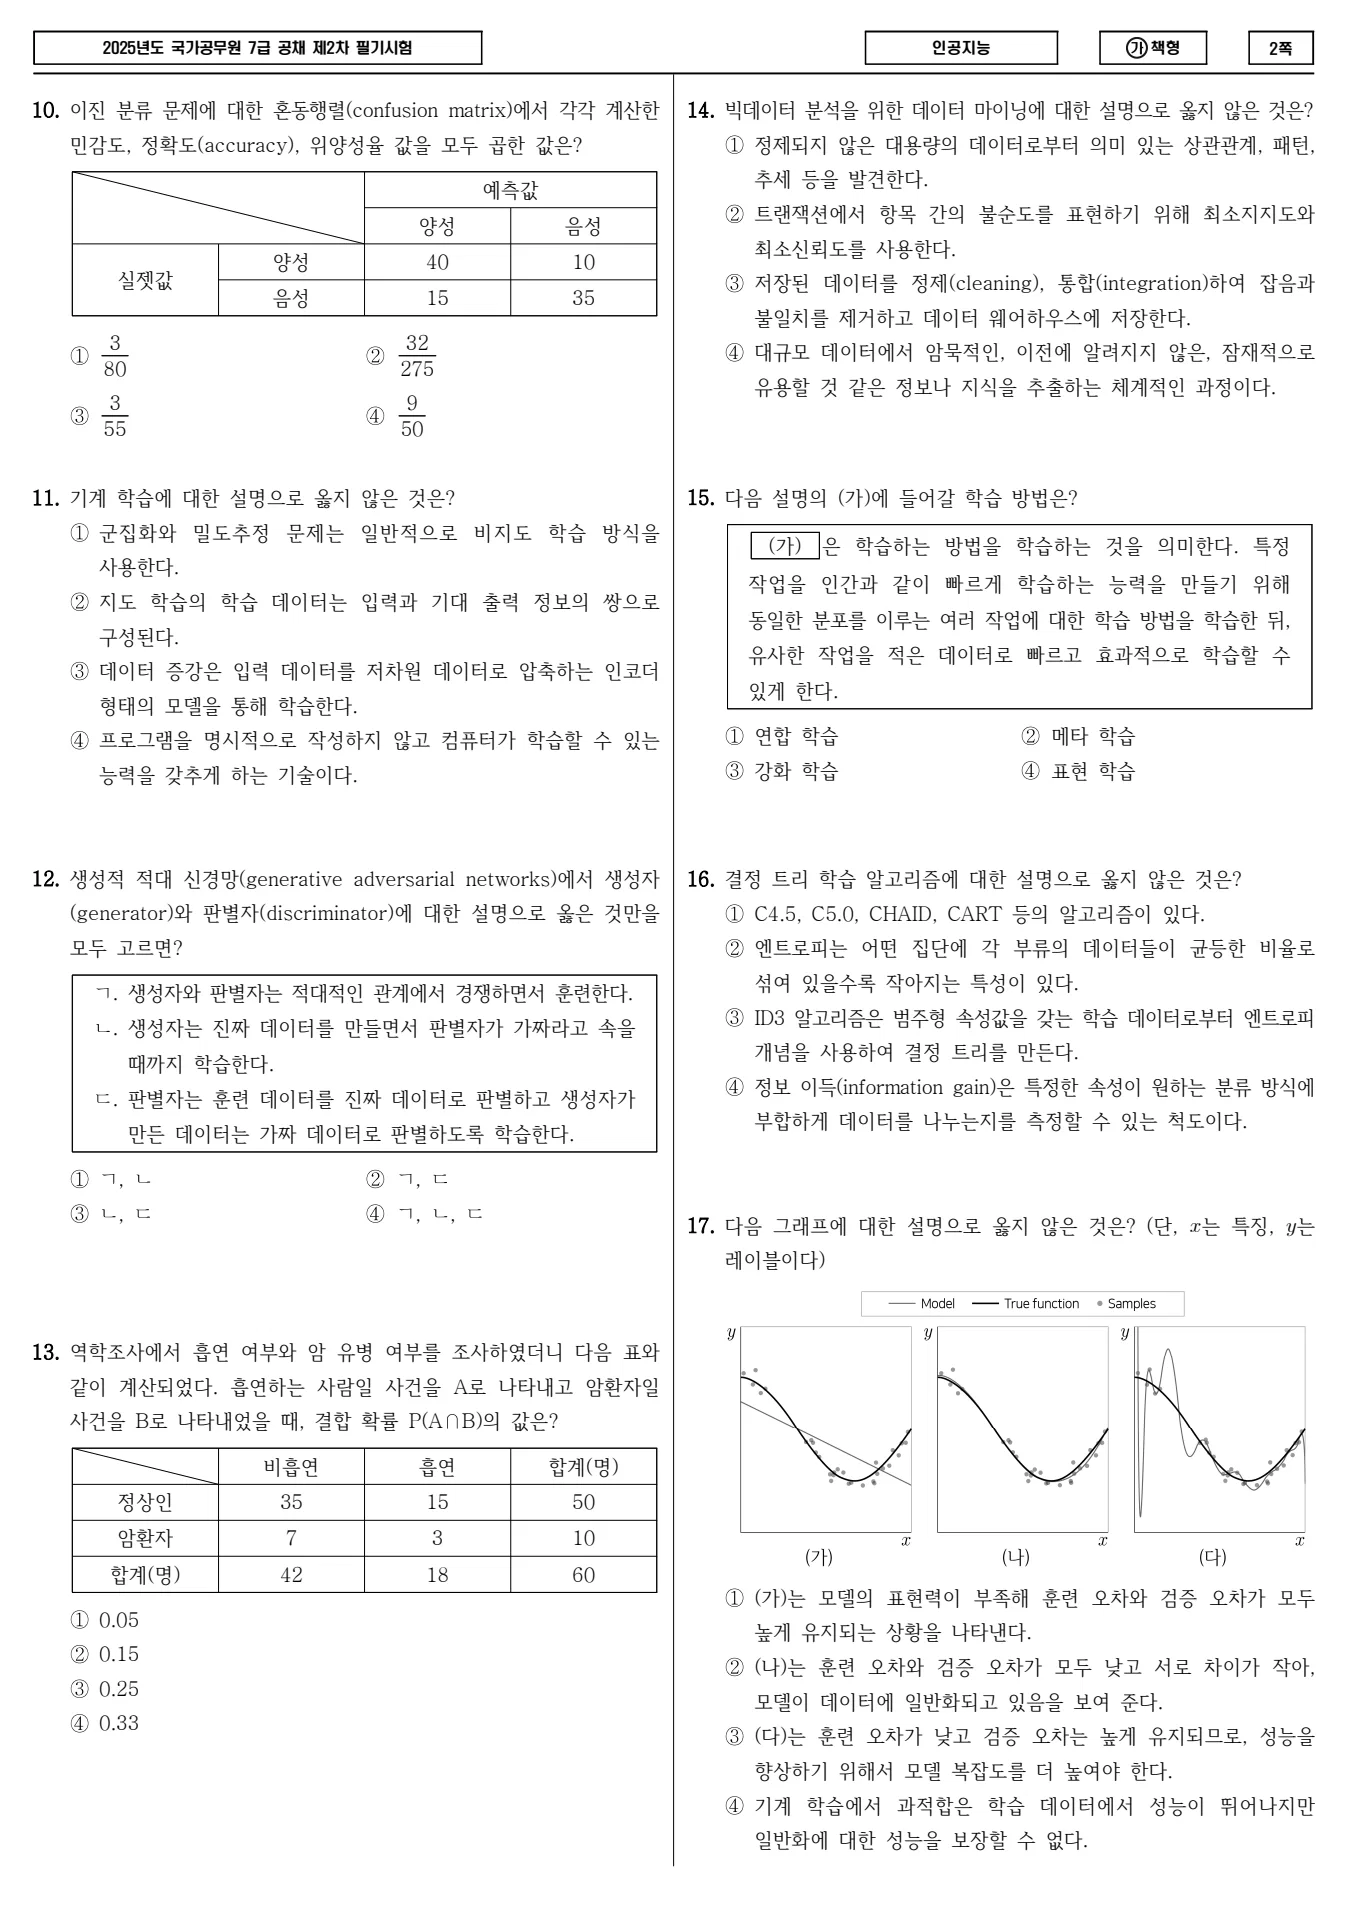 2025년도 국가공무원 7급 공채 제2차 필기시험
인공지능
㉮ 책형
2쪽
10. 이진 분류 문제에 대한 혼동행렬(confusion matrix)에서 각각 계산한
민감도, 정확도(accuracy), 위양성율 값을 모두 곱한 값은?
예측값
양성 음성
실젯값 양성 40 10
음성 15 35
① 3/80 ② 32/275
③ 3/55 ④ 9/50
11. 기계 학습에 대한 설명으로 옳지 않은 것은?
① 군집화와 밀도추정 문제는 일반적으로 비지도 학습 방식을
사용한다.
② 지도 학습의 학습 데이터는 입력과 기대 출력 정보의 쌍으로
구성된다.
③ 데이터 증강은 입력 데이터를 저차원 데이터로 압축하는 인코더
형태의 모델을 통해 학습한다.
④ 프로그램을 명시적으로 작성하지 않고 컴퓨터가 학습할 수 있는
능력을 갖추게 하는 기술이다.
12. 생성적 적대 신경망(generative adversarial networks)에서 생성자
(generator)와 판별자(discriminator)에 대한 설명으로 옳은 것만을
모두 고르면?
ㄱ. 생성자와 판별자는 적대적인 관계에서 경쟁하면서 훈련한다.
ㄴ. 생성자는 진짜 데이터를 만들면서 판별자가 가짜라고 속을
때까지 학습한다.
ㄷ. 판별자는 훈련 데이터를 진짜 데이터로 판별하고 생성자가
만든 데이터는 가짜 데이터로 판별하도록 학습한다.
① ㄱ, ㄴ ② ㄱ, ㄷ
③ ㄴ, ㄷ ④ ㄱ, ㄴ, ㄷ
13. 역학조사에서 흡연 여부와 암 유병 여부를 조사하였더니 다음 표와
같이 계산되었다. 흡연하는 사람일 사건을 A로 나타내고 암환자일
사건을 B로 나타내었을 때, 결합 확률 P(A∩B)의 값은?
비흡연 흡연 합계(명)
정상인 35 15 50
암환자 7 3 10
합계(명) 42 18 60
① 0.05
② 0.15
③ 0.25
④ 0.33
14. 빅데이터 분석을 위한 데이터 마이닝에 대한 설명으로 옳지 않은 것은?
① 정제되지 않은 대용량의 데이터로부터 의미 있는 상관관계, 패턴,
추세 등을 발견한다.
② 트랜잭션에서 항목 간의 불순도를 표현하기 위해 최소지지도와
최소신뢰도를 사용한다.
③ 저장된 데이터를 정제(cleaning), 통합(integration)하여 잡음과
불일치를 제거하고 데이터 웨어하우스에 저장한다.
④ 대규모 데이터에서 암묵적인, 이전에 알려지지 않은, 잠재적으로
유용할 것 같은 정보나 지식을 추출하는 체계적인 과정이다.
15. 다음 설명의 (가)에 들어갈 학습 방법은?
(가) 은 학습하는 방법을 학습하는 것을 의미한다. 특정
작업을 인간과 같이 빠르게 학습하는 능력을 만들기 위해
동일한 분포를 이루는 여러 작업에 대한 학습 방법을 학습한 뒤,
유사한 작업을 적은 데이터로 빠르고 효과적으로 학습할 수
있게 한다.
① 연합 학습 ② 메타 학습
③ 강화 학습 ④ 표현 학습
16. 결정 트리 학습 알고리즘에 대한 설명으로 옳지 않은 것은?
① C4.5, C5.0, CHAID, CART 등의 알고리즘이 있다.
② 엔트로피는 어떤 집단에 각 부류의 데이터들이 균등한 비율로
섞여 있을수록 작아지는 특성이 있다.
③ ID3 알고리즘은 범주형 속성값을 갖는 학습 데이터로부터 엔트로피
개념을 사용하여 결정 트리를 만든다.
④ 정보 이득(information gain)은 특정한 속성이 원하는 분류 방식에
부합하게 데이터를 나누는지를 측정할 수 있는 척도이다.
17. 다음 그래프에 대한 설명으로 옳지 않은 것은? (단, x는 특징, y는
레이블이다)
Model True function Samples
y y y
x x x
(가) (나) (다)
① (가)는 모델의 표현력이 부족해 훈련 오차와 검증 오차가 모두
높게 유지되는 상황을 나타낸다.
② (나)는 훈련 오차와 검증 오차가 모두 낮고 서로 차이가 작아,
모델이 데이터에 일반화되고 있음을 보여 준다.
③ (다)는 훈련 오차가 낮고 검증 오차는 높게 유지되므로, 성능을
향상하기 위해서 모델 복잡도를 더 높여야 한다.
④ 기계 학습에서 과적합은 학습 데이터에서 성능이 뛰어나지만
일반화에 대한 성능을 보장할 수 없다.